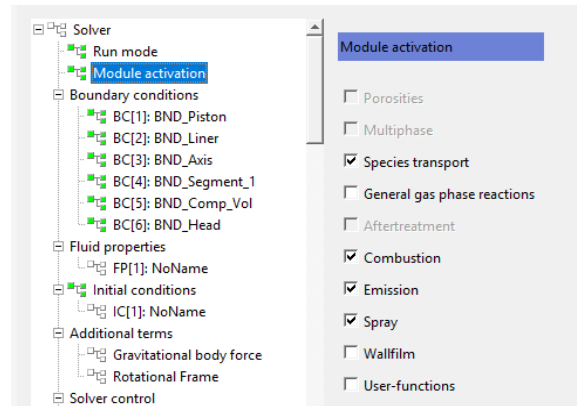 Solver
Run mode
Module activation
Boundary conditions
BC[1]: BND_Piston
BC[2]: BND_Liner
BC[3]: BND_Axis
BC[4]: BND_Segment_1
BC[5]: BND_Comp_Vol
BC[6]: BND_Head
Fluid properties
FP[1]: NoName
Initial conditions
IC[1]: NoName
Additional terms
Gravitational body force
Rotational Frame
Solver control
Module activation
Porosities
Multiphase
Species transport
General gas phase reactions
Aftertreatment
Combustion
Emission
Spray
Wallfilm
User-functions